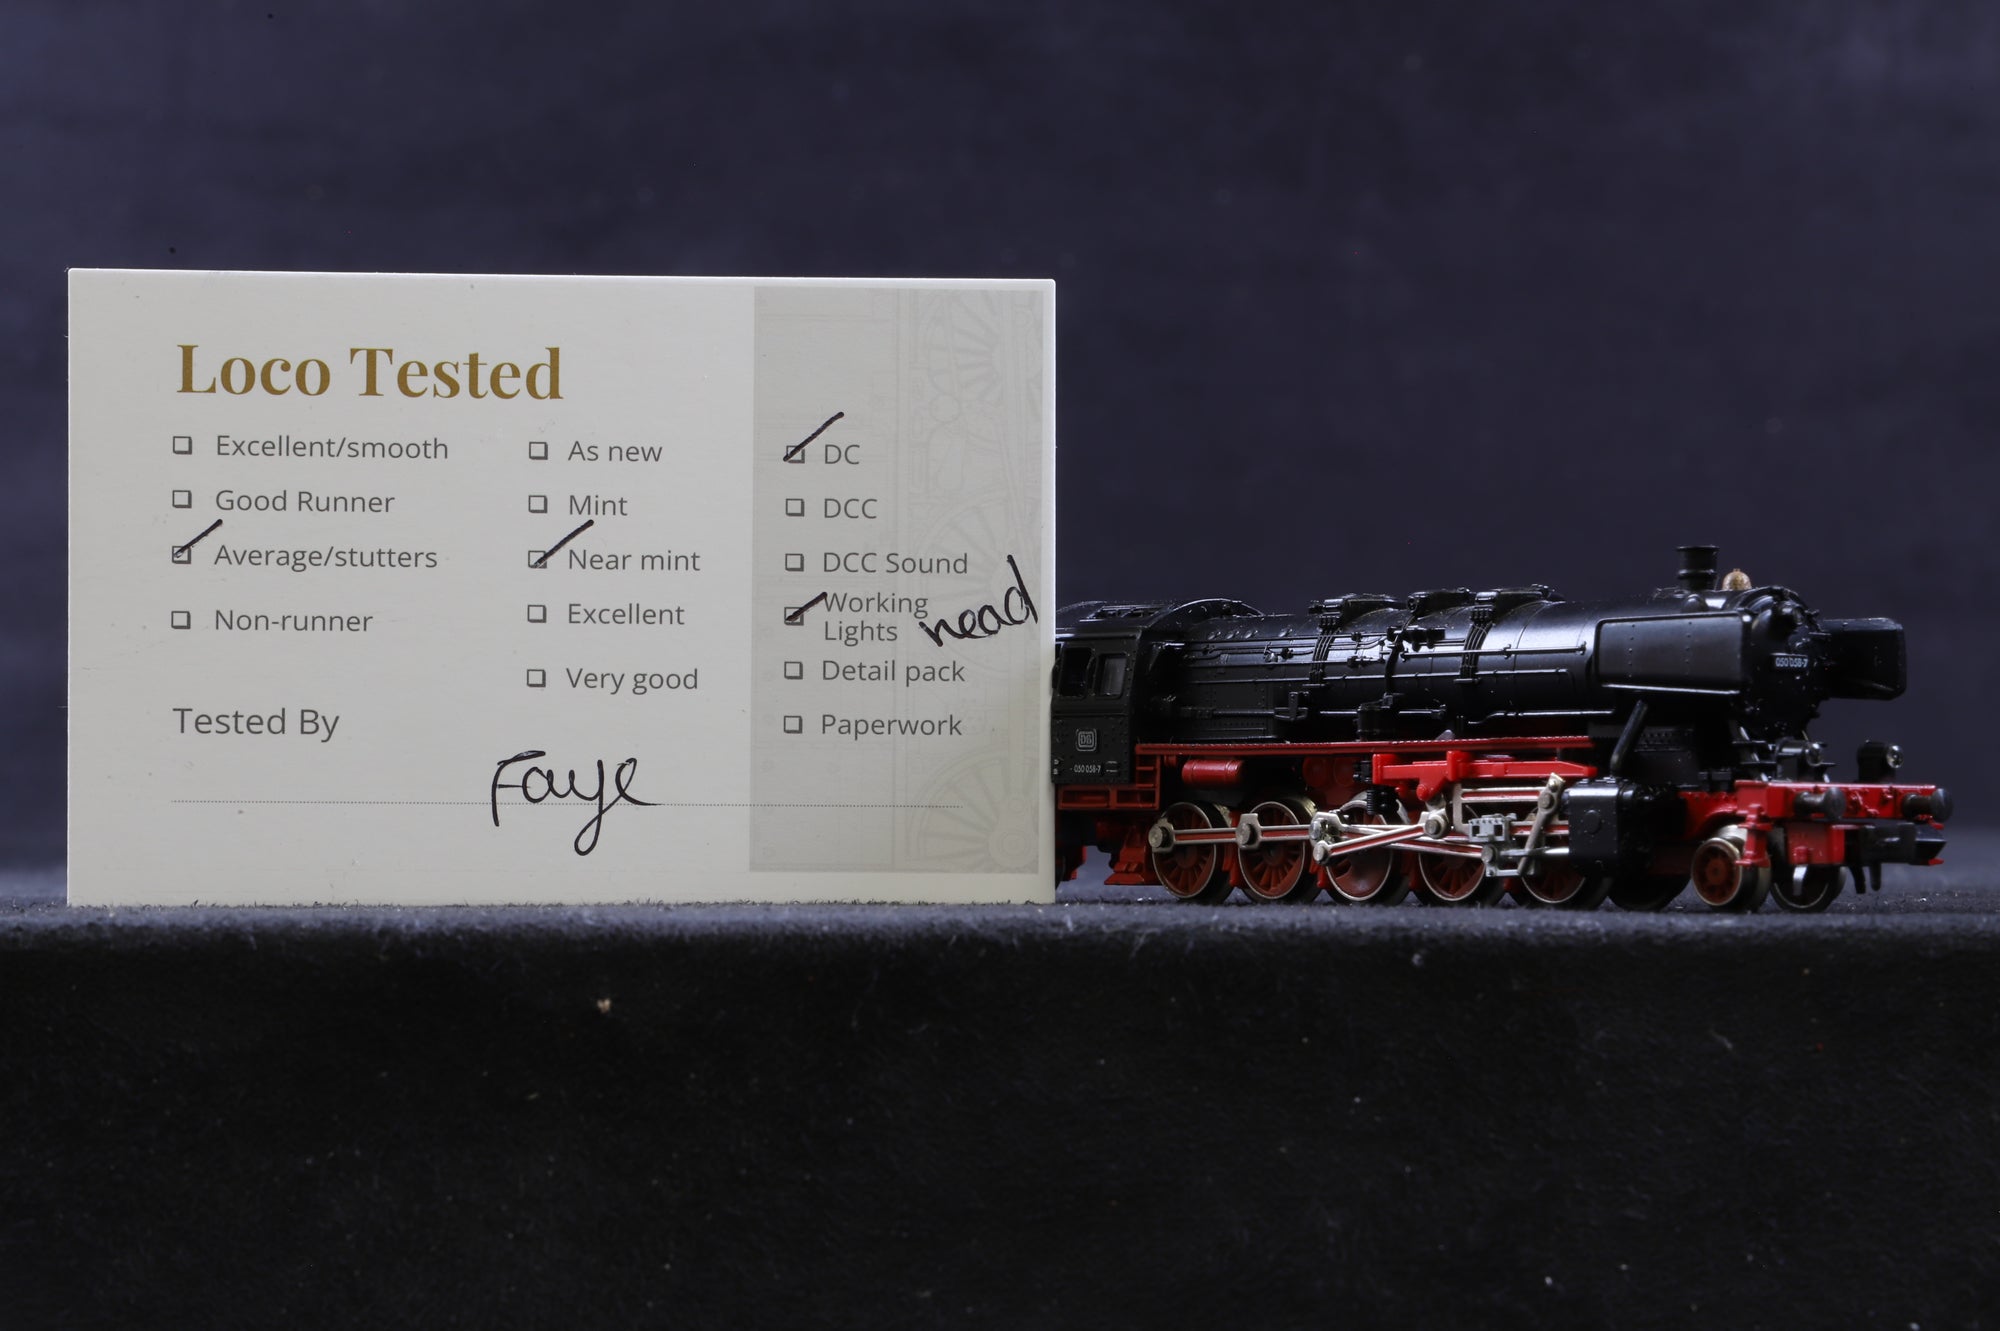 Loco Tested
Excellent/smooth
Good Runner
Average/stutters
Non-runner
As new
Mint
Near mint
Excellent
Very good
DC
DCC
DCC Sound
Working
Lights head
Detail pack
Paperwork
Tested By
Faye
DB
050 058-7
050 058-7